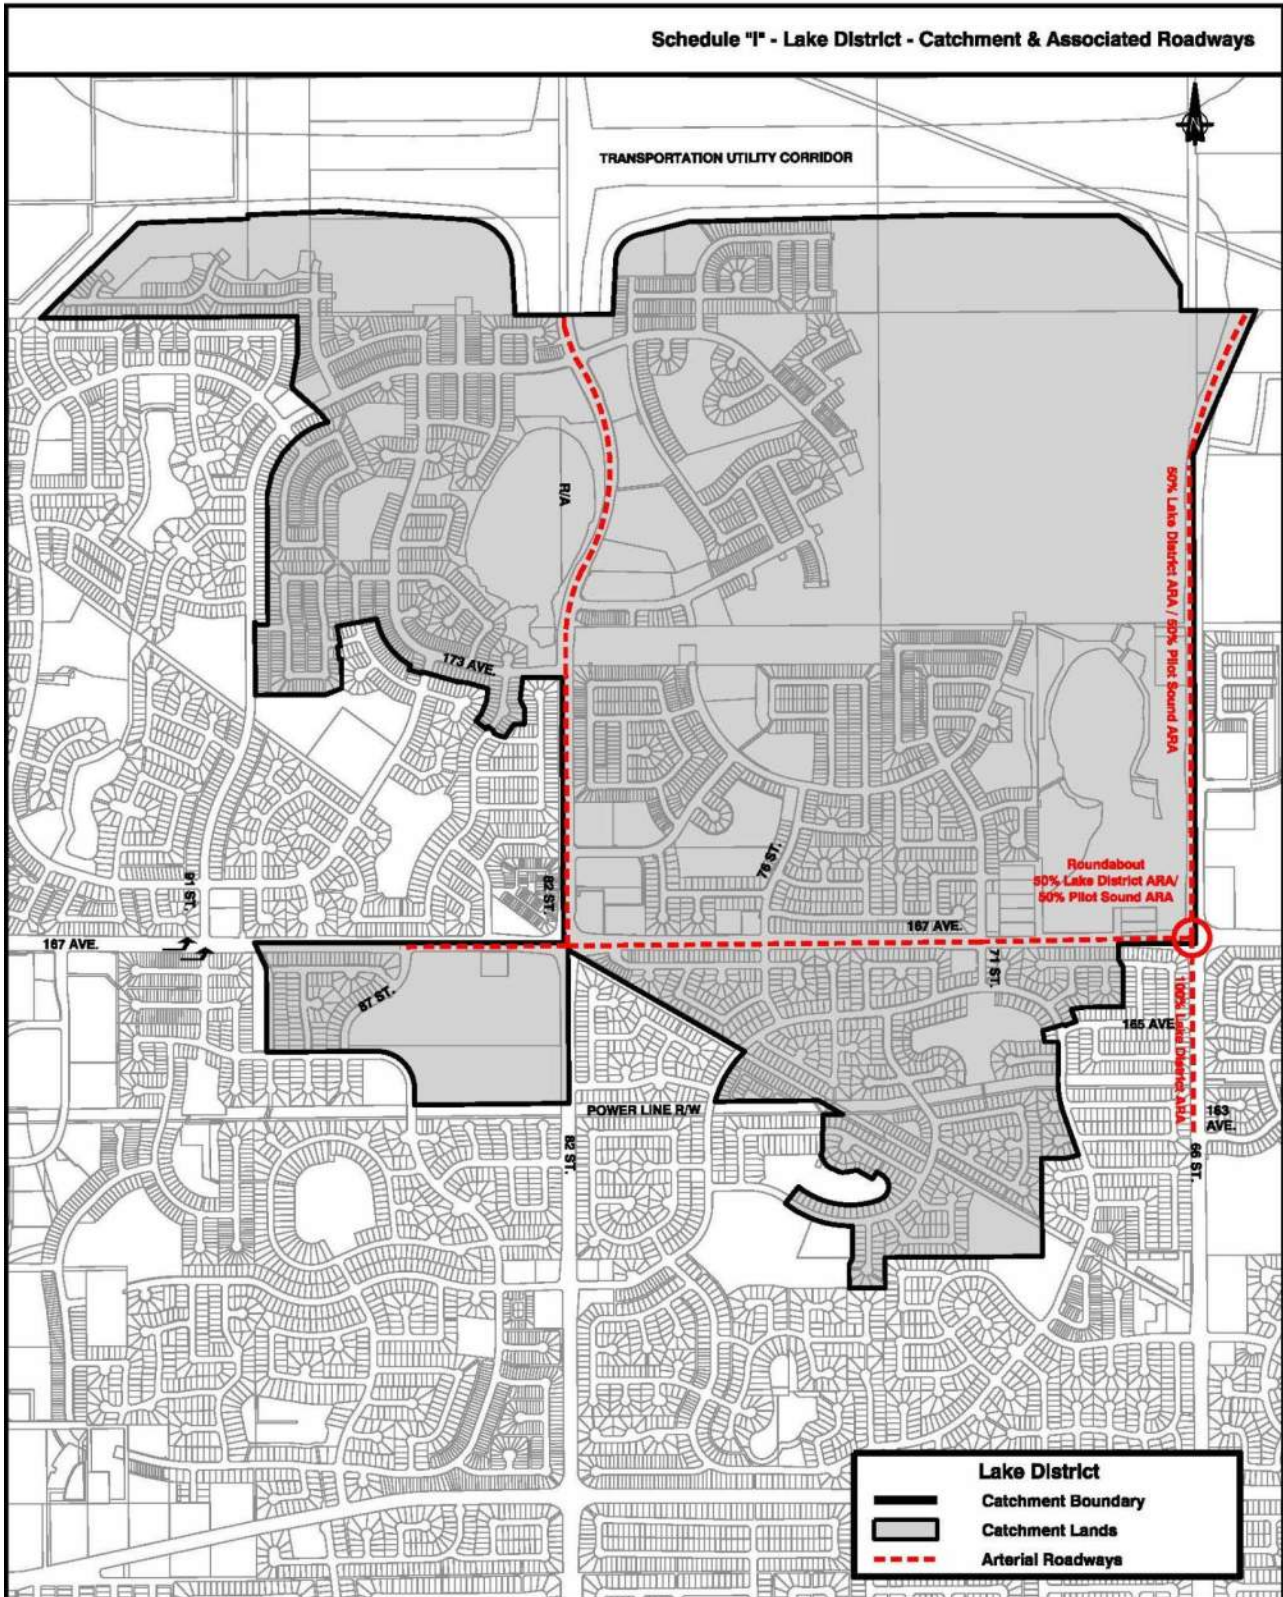 Schedule "I" - Lake District - Catchment & Associated Roadways
TRANSPORTATION UTILITY CORRIDOR
R/A
50% Lake District ARA / 50% Pilot Sound ARA
173 AVE.
76 ST.
Roundabout
50% Lake District ARA/
50% Pilot Sound ARA
91 ST.
82 ST.
167 AVE.
167 AVE.
87 ST.
71 ST.
165 AVE.
100% Lake District ARA
POWER LINE R/W
163
AVE.
82 ST.
66 ST.
Lake District
Catchment Boundary
Catchment Lands
Arterial Roadways